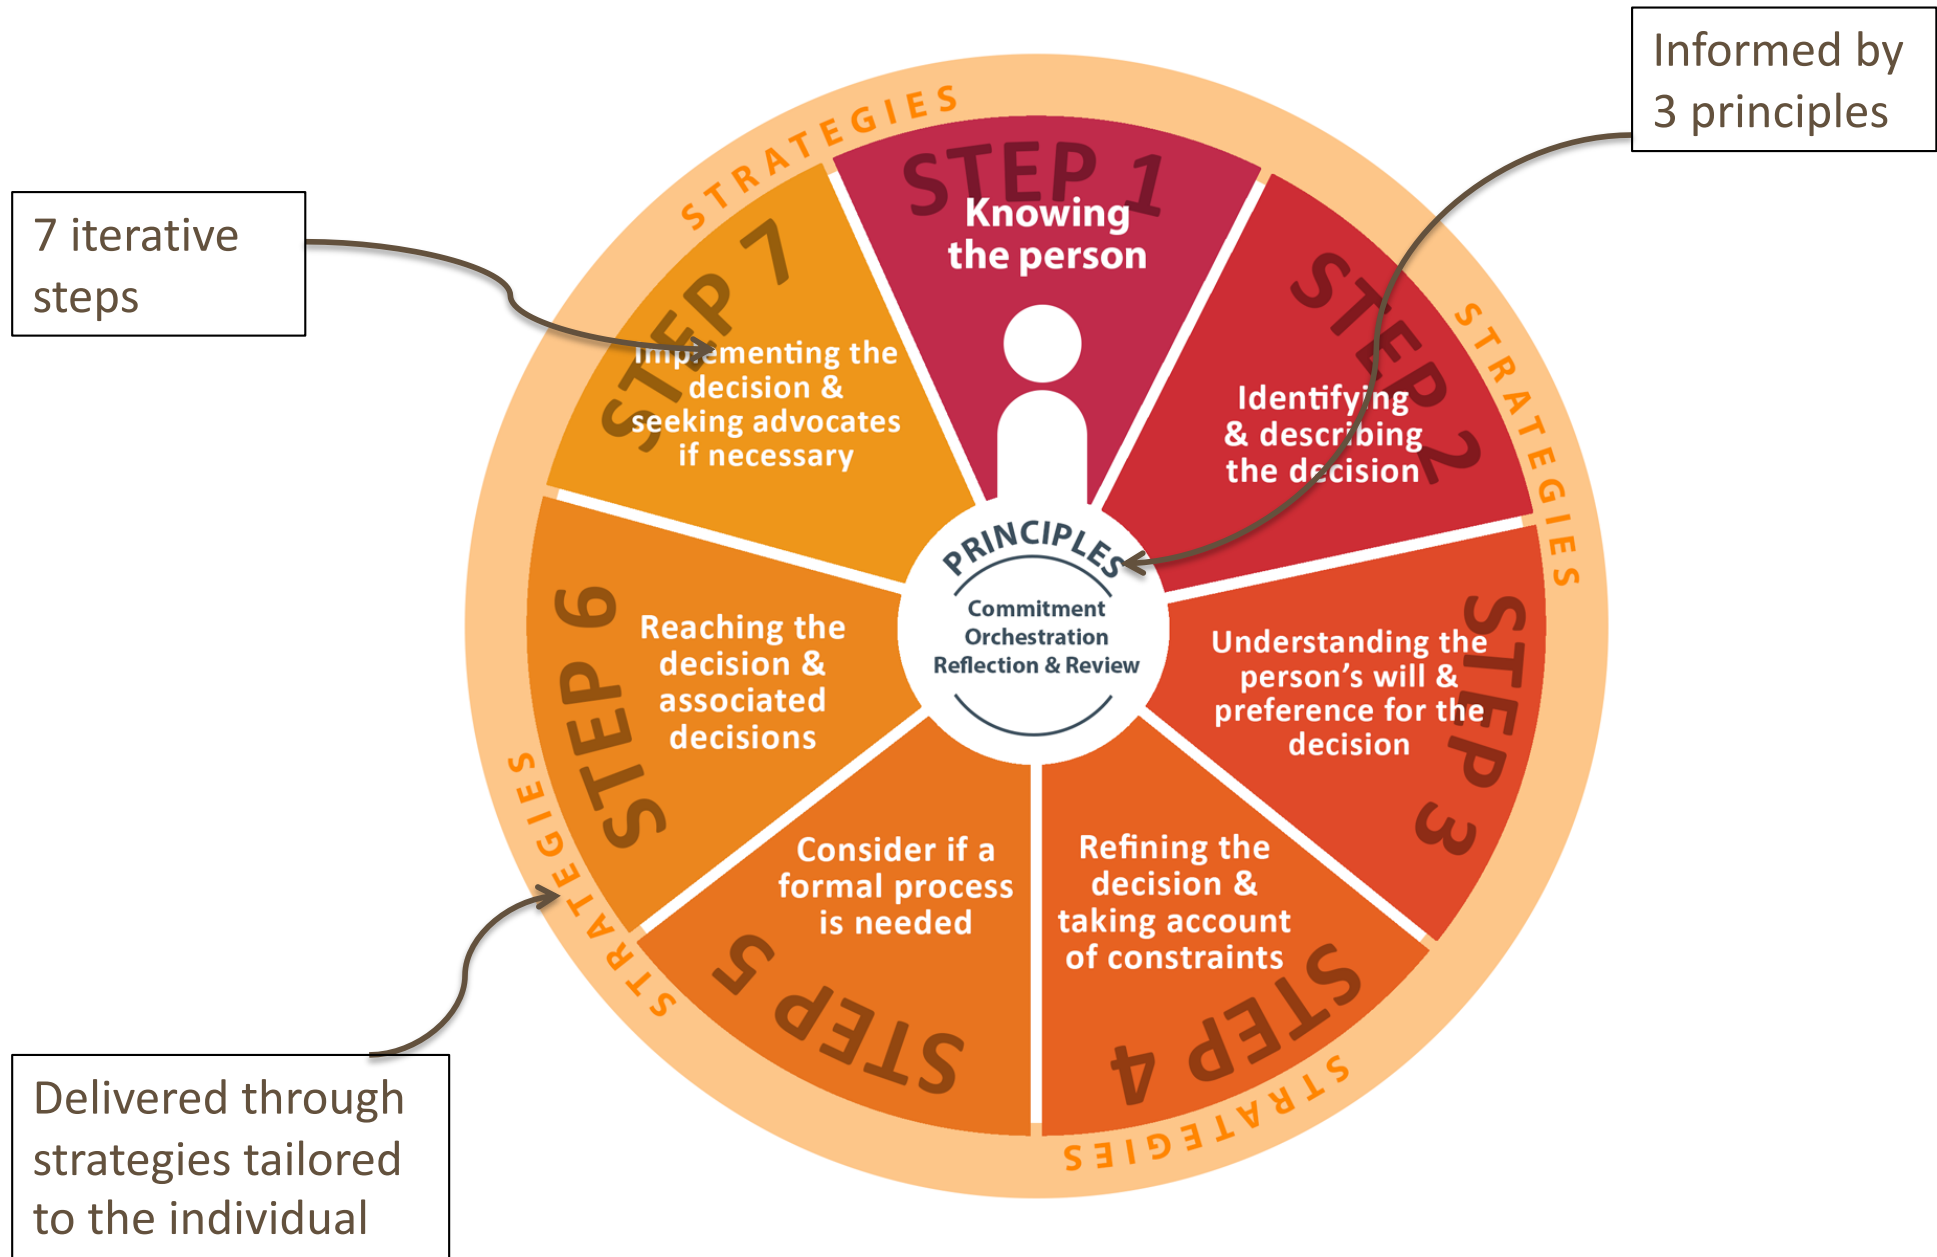 Informed by
3 principles
7 iterative
steps
Delivered through
strategies tailored
to the individual
STRATEGIES
STRATEGIES
STRATEGIES
STRATEGIES
STEP 1
Knowing
the person
STEP 2
Identifying
& describing
the decision
STEP 3
Understanding the
person's will &
preference for the
decision
STEP 4
Refining the
decision &
taking account
of constraints
STEP 5
Consider if a
formal process
is needed
STEP 6
Reaching the
decision &
associated
decisions
STEP 7
Implementing the
decision &
seeking advocates
if necessary
PRINCIPLES
Commitment
Orchestration
Reflection & Review